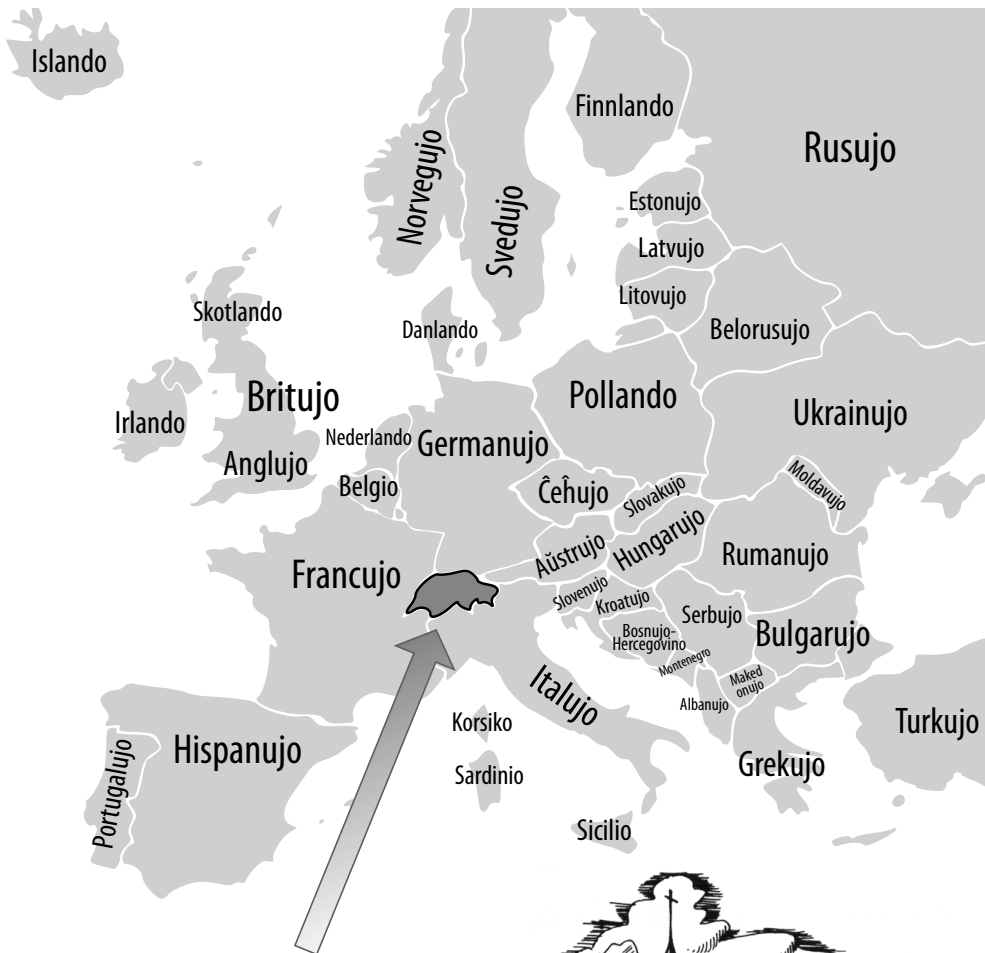 Islando
Finnlando
Rusujo
Norvegujo
Svedujo
Estonujo
Latvujo
Litovujo
Skotlando
Danlando
Belorusujo
Britujo
Pollando
Irlando
Nederlando
Germanujo
Ukrainujo
Anglujo
Belgio
Ĉeĥujo
Slovakujo
Moldavujo
Francujo
Aŭstrujo
Hungarujo
Rumanujo
Slovenujo
Kroatujo
Serbujo
Bosnujo-
Hercegovino
Bulgarujo
Montenegro
Maked
onujo
Albanujo
Italujo
Korsiko
Sardinio
Hispanujo
Portugalujo
Turkujo
Grekujo
Sicilio